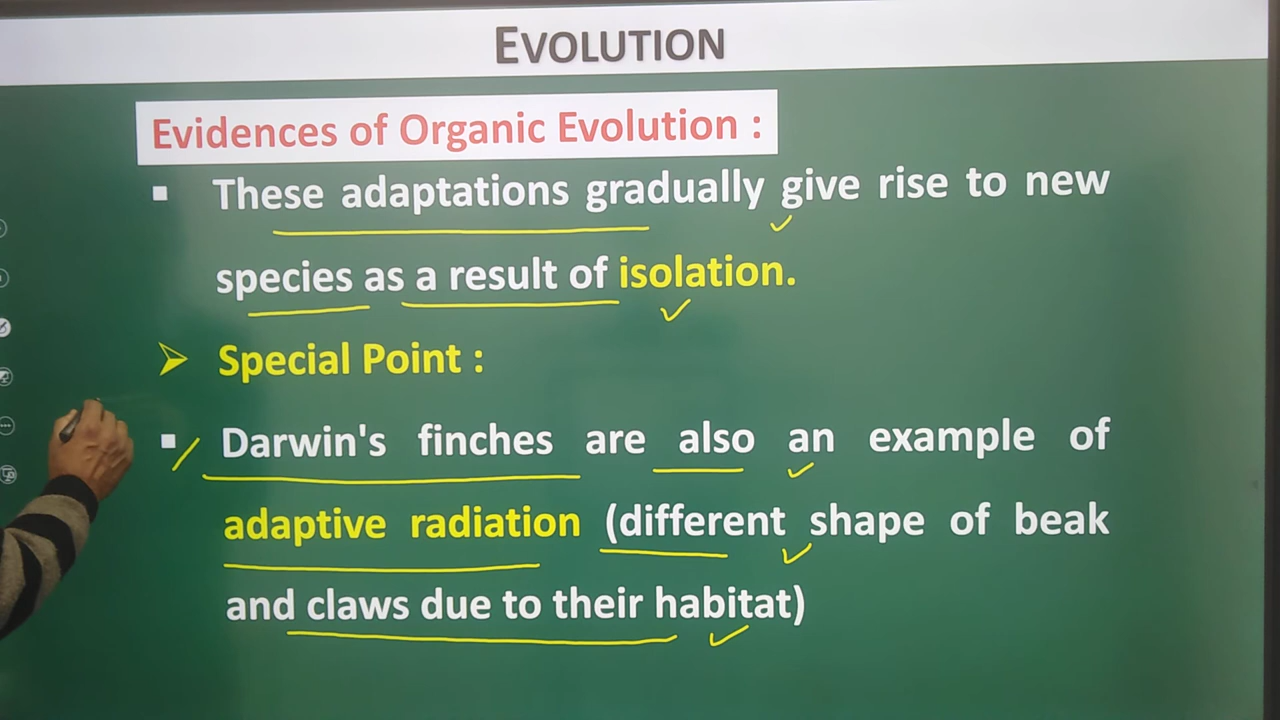 EVOLUTION
Evidences of Organic Evolution :
▪ These adaptations gradually give rise to new
species as a result of isolation.
➢ Special Point :
▪ Darwin's finches are also an example of
adaptive radiation (different shape of beak
and claws due to their habitat)